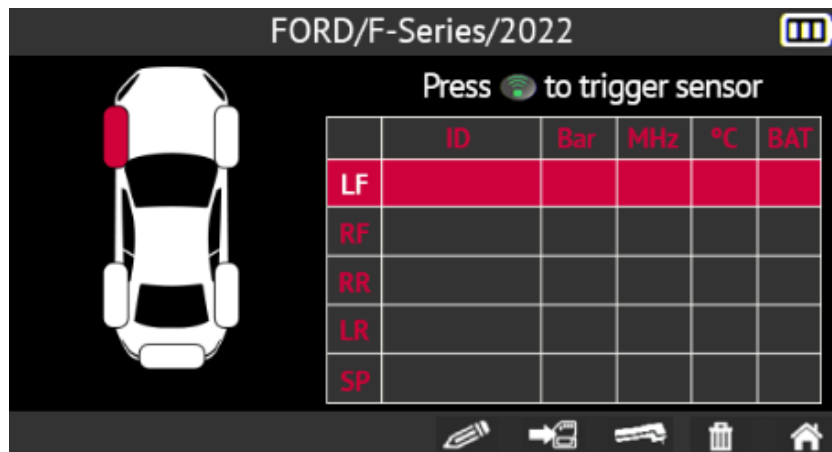 FORD/F-Series/2022
Press to trigger sensor
ID Bar MHz °C BAT
LF
RF
RR
LR
SP